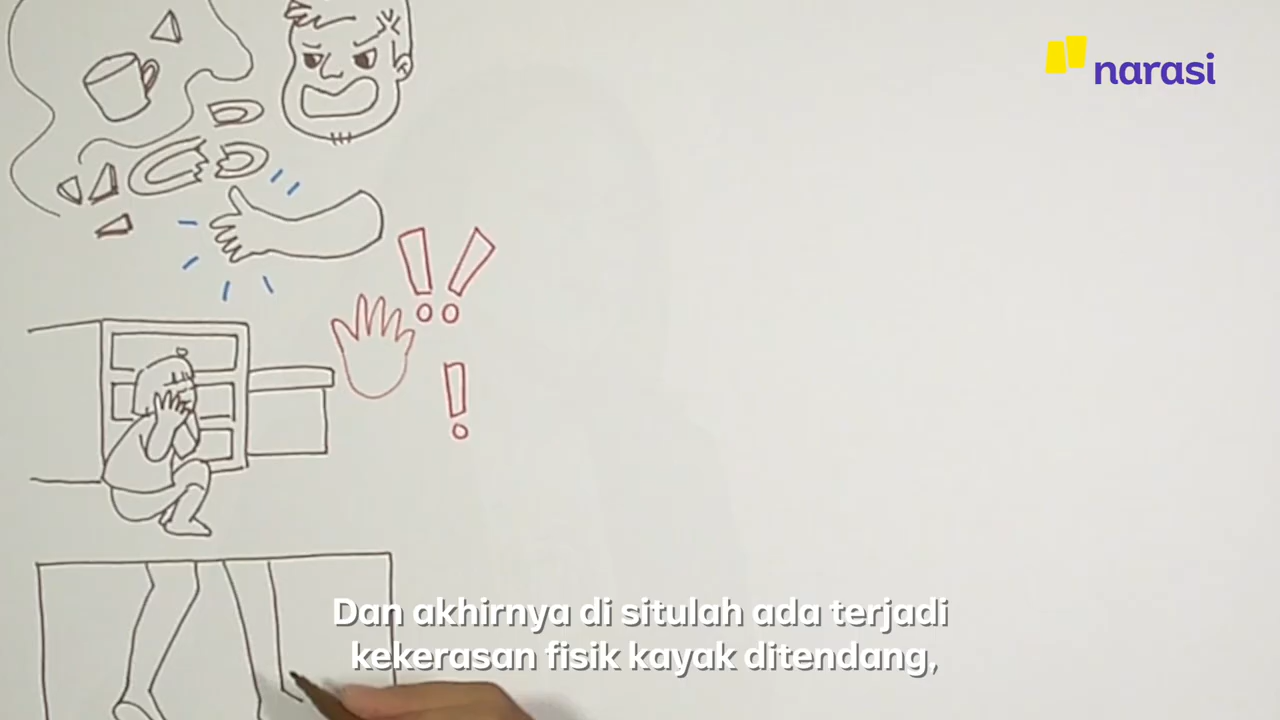 narasi
Dan akhirnya di situlah ada terjadi
kekerasan fisik kayak ditendang,